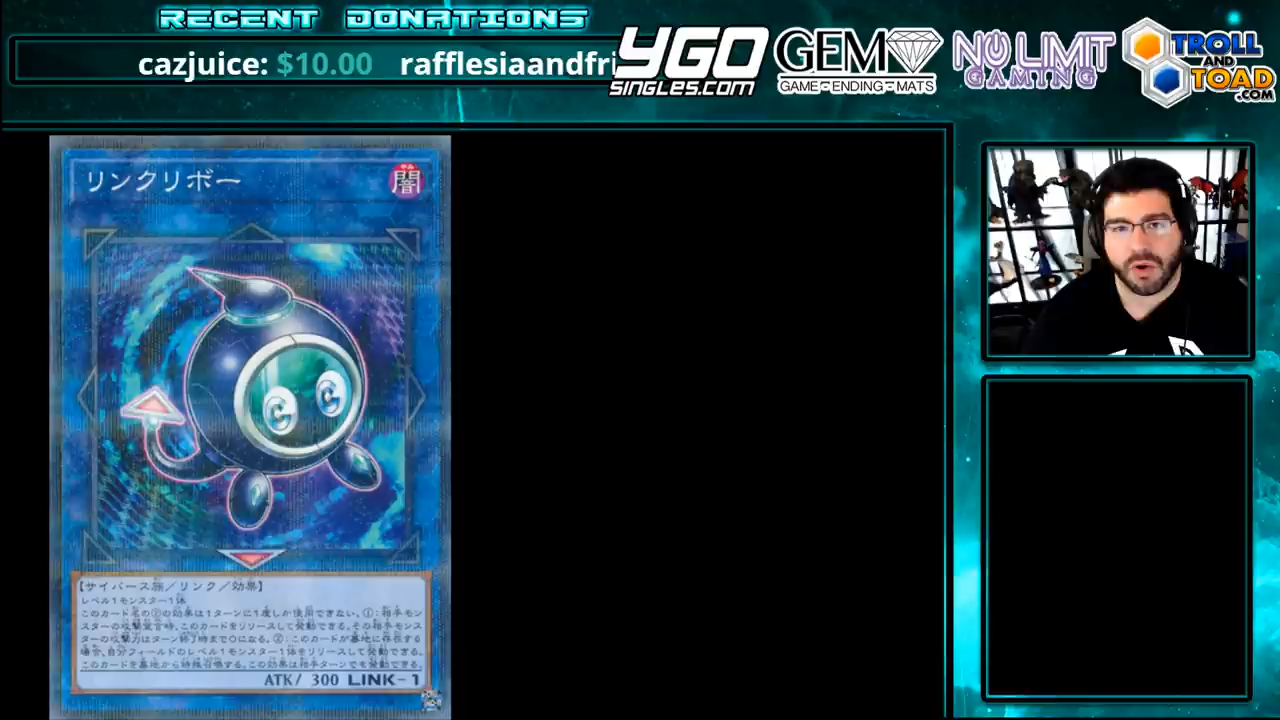 RECENT DONATIONS
cazjuice: $10.00 rafflesiaandfri
YGO
SINGLES.COM
GEM
GAME-ENDING-MATS
NO LIMIT
GAMING
TROLL
AND
TOAD
.COM
リンクリボー
闇
【サイバース族/リンク/効果】
レベル1モンスター1体
このカード名の②の効果は1ターンに1度しか使用できない。①:相手モン
スターの攻撃宣言時、このカードをリリースして発動できる。その相手モンス
ターの攻撃力はターン終了時まで0になる。②:このカードが墓地に存在する
場合、自分フィールドのレベル1モンスター1体をリリースして発動できる。
このカードを墓地から特殊召喚する。この効果は相手ターンでも発動できる。
ATK/ 300 LINK-1